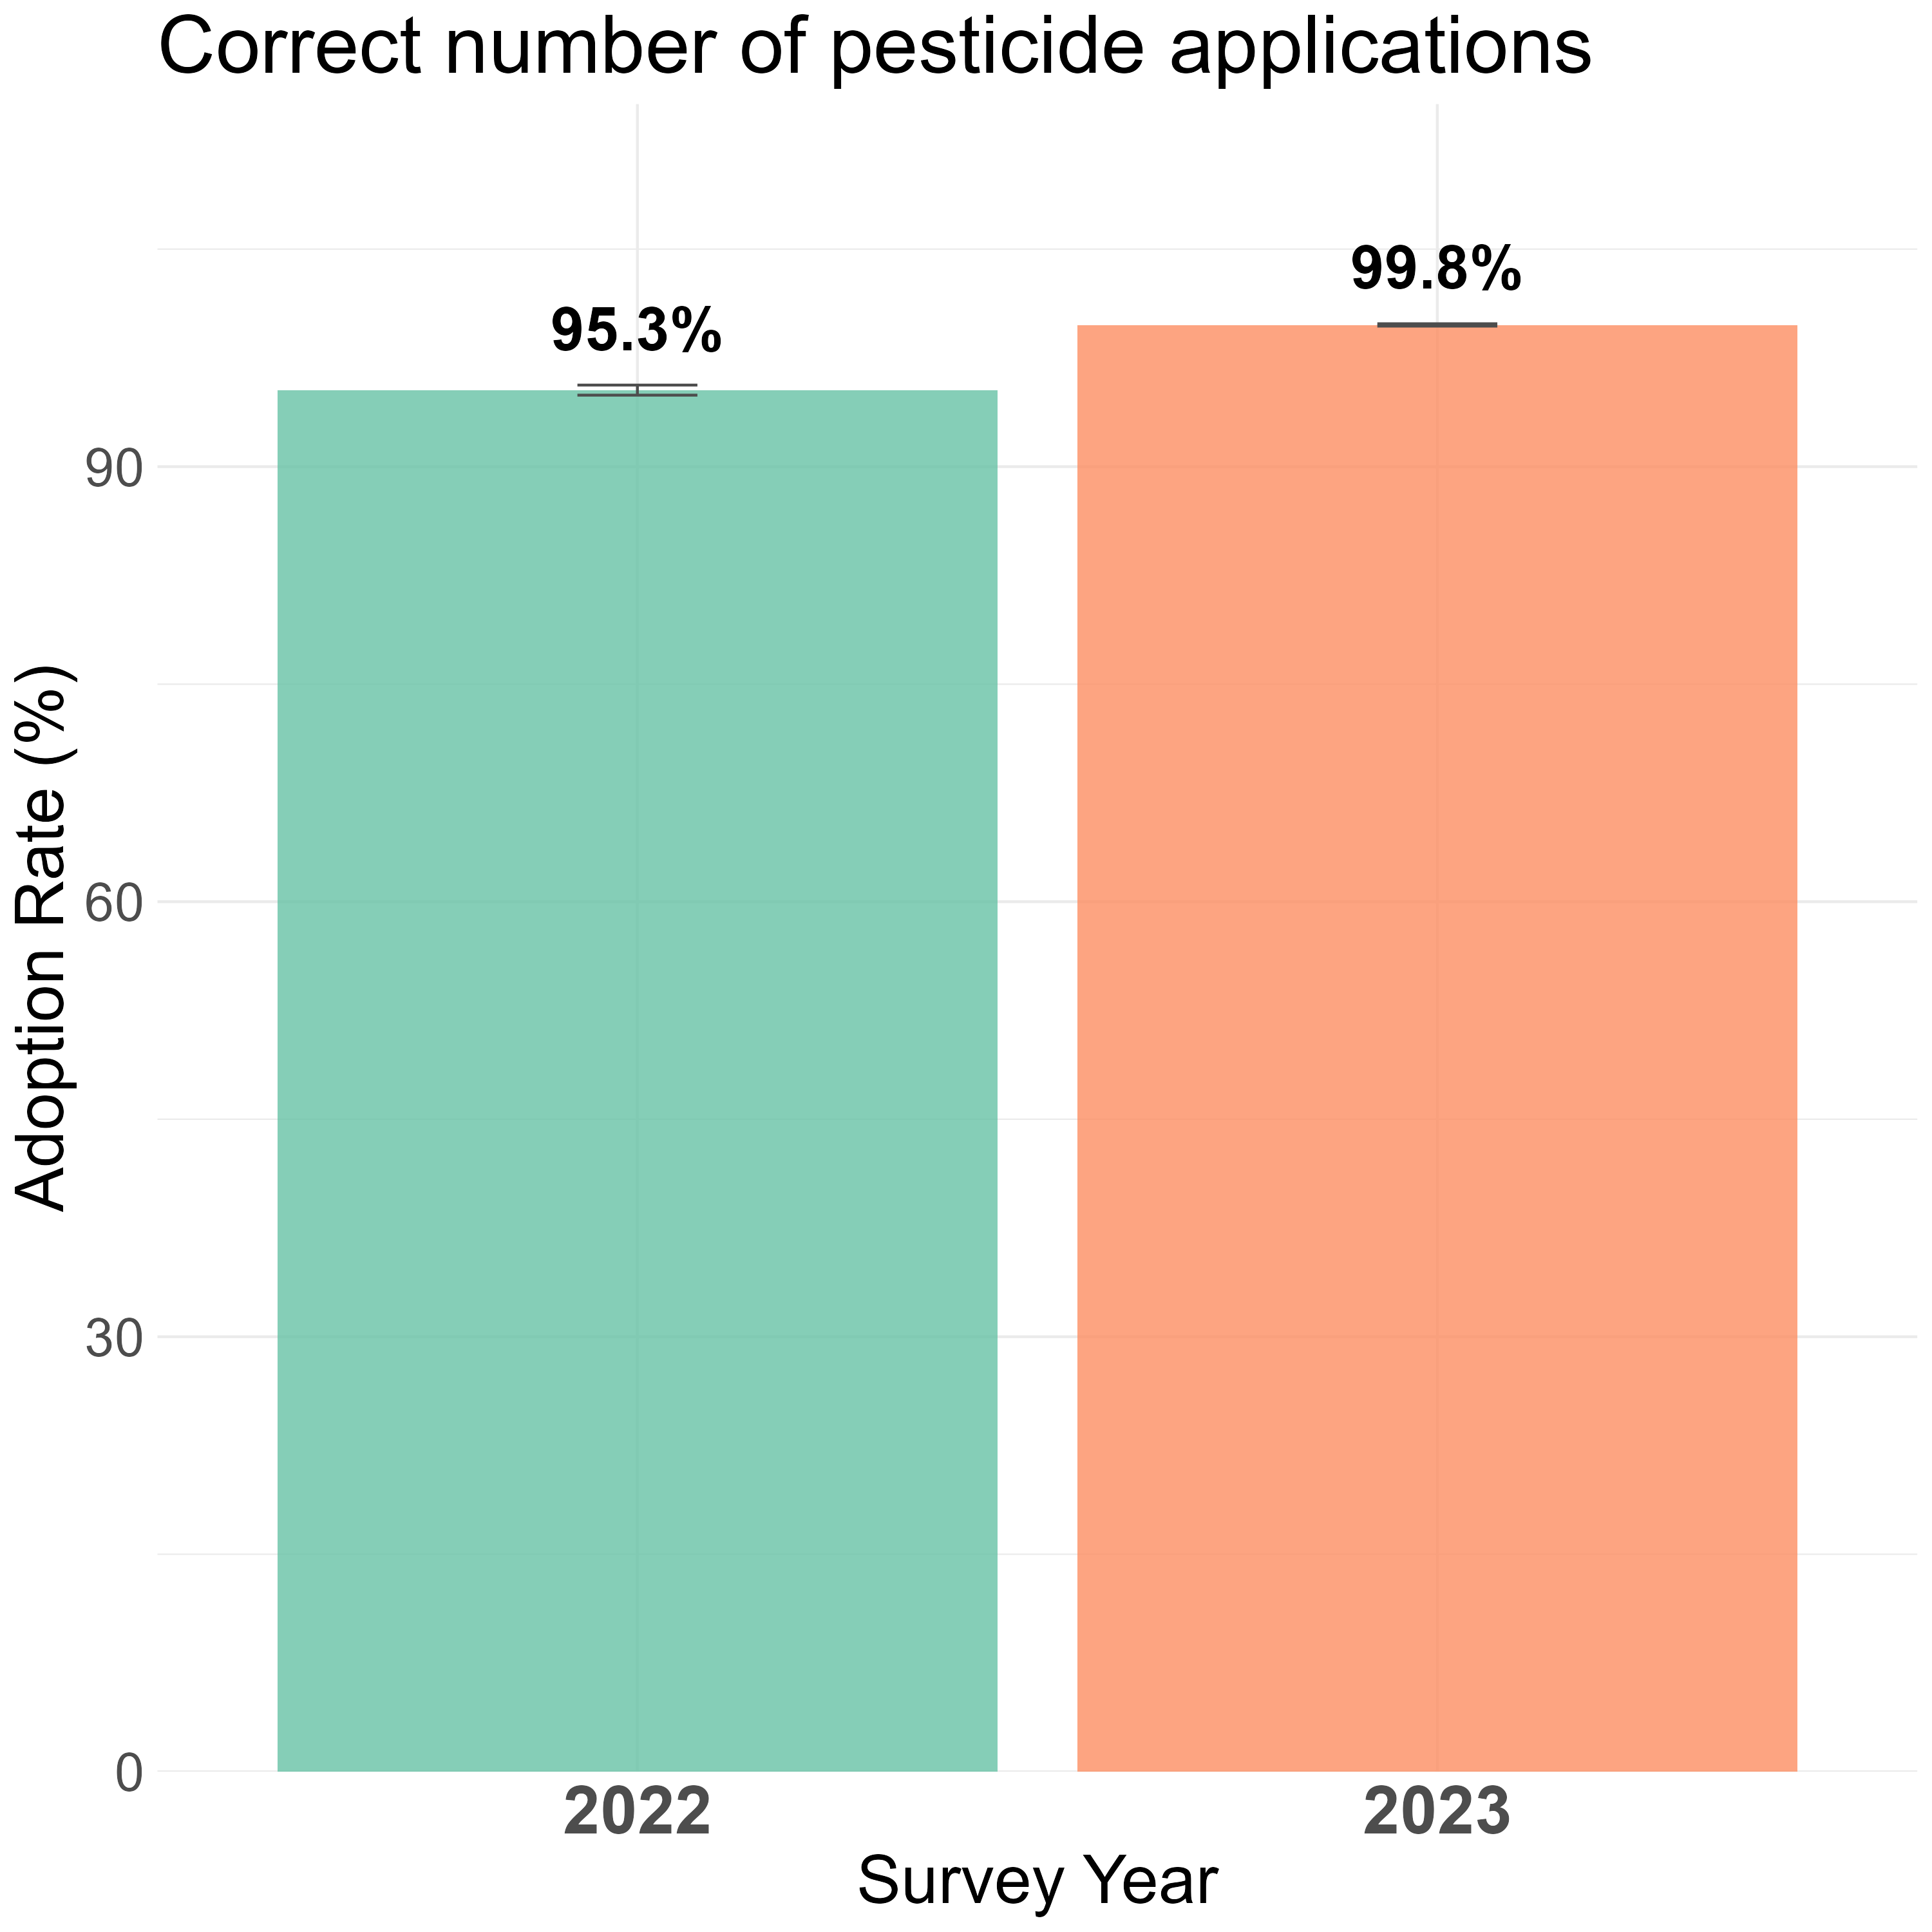 Correct number of pesticide applications
99.8%
95.3%
90
60
30
0
Adoption Rate (%)
2022 2023
Survey Year